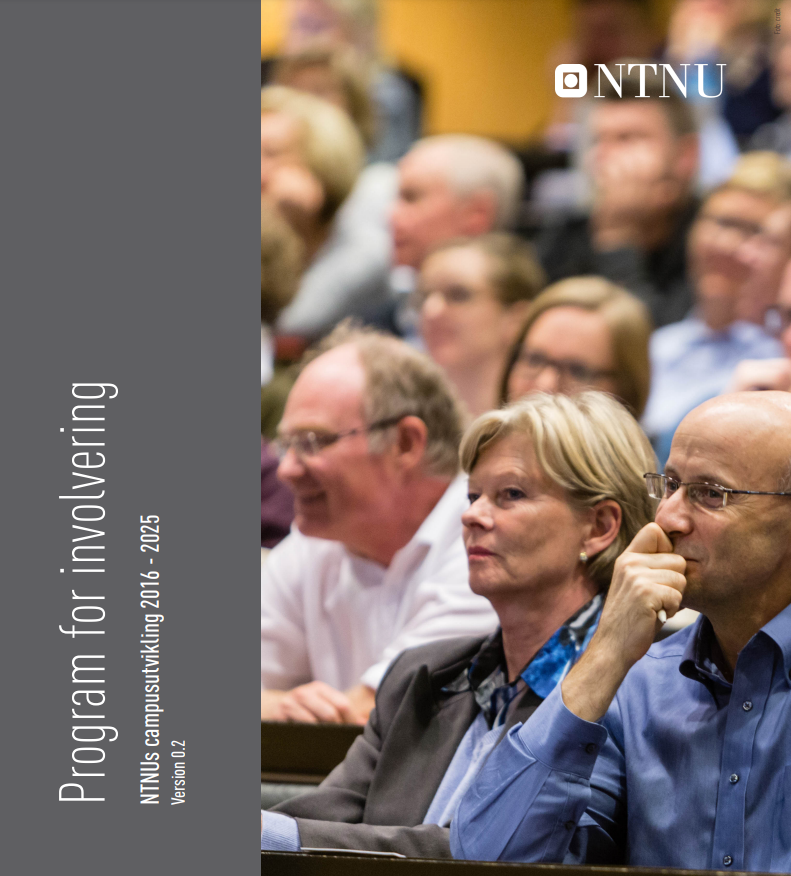 NTNU
Program for involvering
NTNUs campusutvikling 2016 - 2025
Version 0.2